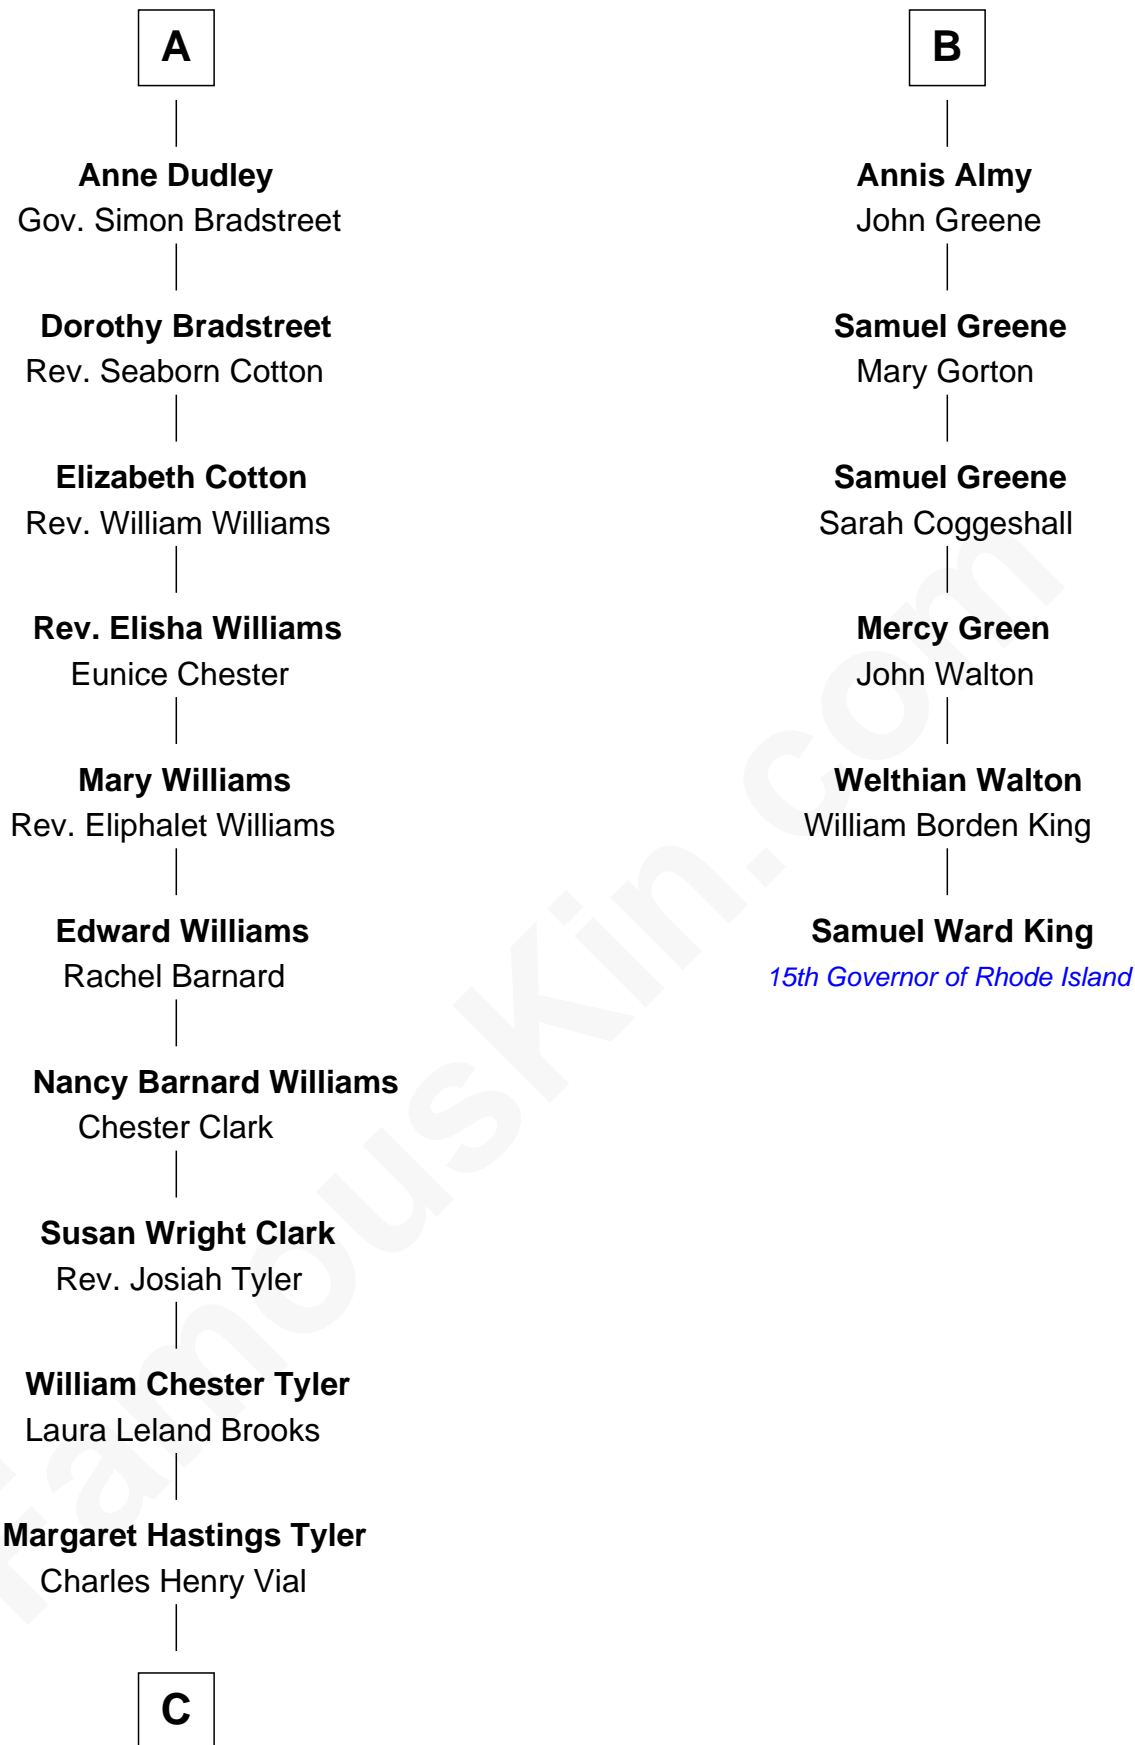 A
Anne Dudley
Gov. Simon Bradstreet
Dorothy Bradstreet
Rev. Seaborn Cotton
Elizabeth Cotton
Rev. William Williams
Rev. Elisha Williams
Eunice Chester
Mary Williams
Rev. Eliphalet Williams
Edward Williams
Rachel Barnard
Nancy Barnard Williams
Chester Clark
Susan Wright Clark
Rev. Josiah Tyler
William Chester Tyler
Laura Leland Brooks
Margaret Hastings Tyler
Charles Henry Vial
C
B
Annis Almy
John Greene
Samuel Greene
Mary Gorton
Samuel Greene
Sarah Coggeshall
Mercy Green
John Walton
Welthian Walton
William Borden King
Samuel Ward King
15th Governor of Rhode Island
FamousKin.com